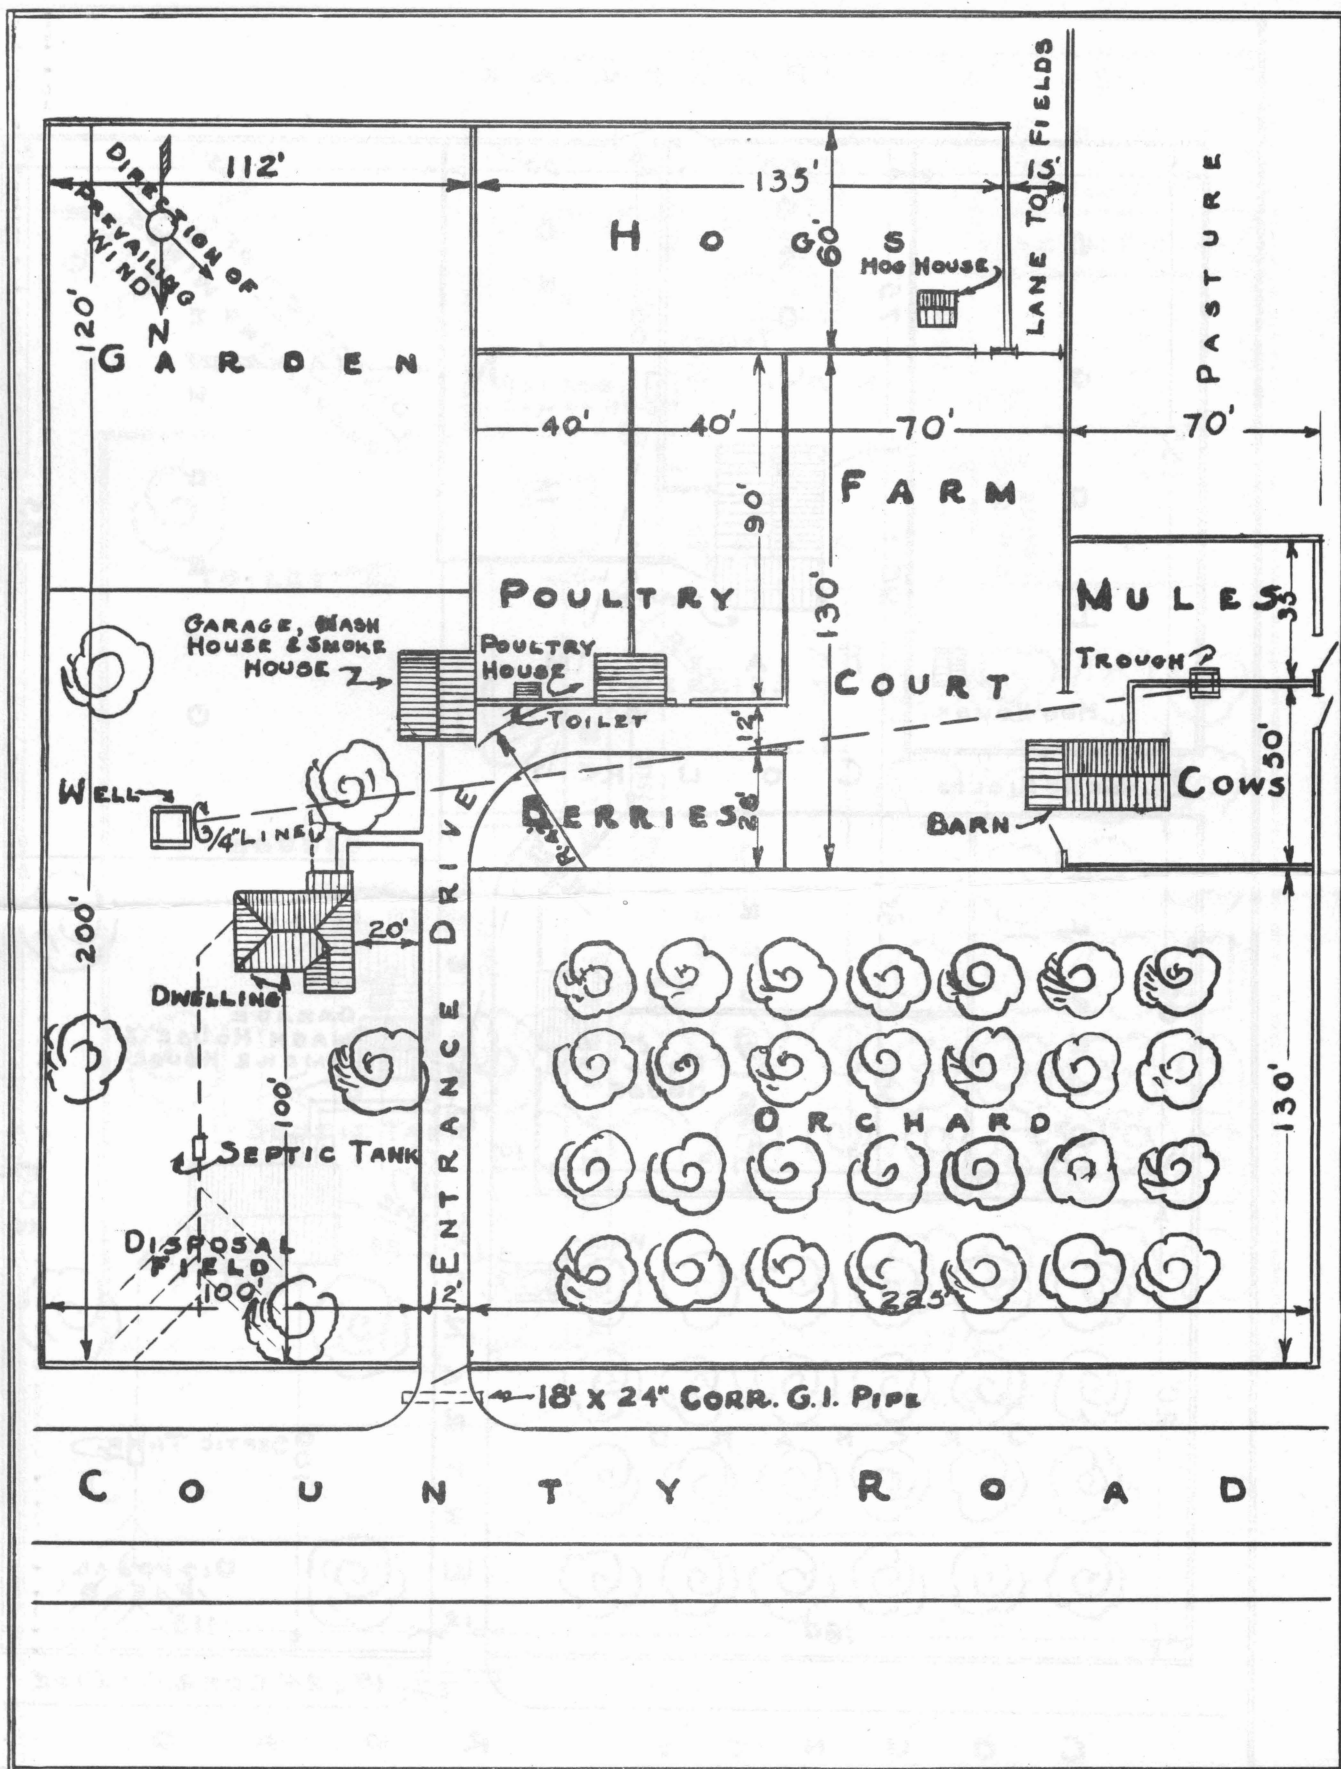 LANE TO FIELDS
15'
PASTURE
DIRECTION OF
PREVAILING
WIND
N
112'
135'
HOGS
60'
HOG HOUSE
120'
GARDEN
40'
40'
70'
70'
FARM
90'
130'
POULTRY
MULES
35'
GARAGE, WASH
HOUSE & SMOKE
HOUSE
POULTRY
HOUSE
TOILET
TROUGH
COURT
12'
50'
WELL
3/4" LINE
BERRIES
COWS
BARN
200'
20'
DWELLING
ENTRANCE DRIVE
100'
SEPTIC TANK
ORCHARD
130'
DISPOSAL
FIELD
100'
12'
225'
18' X 24" CORR. G.I. PIPE
COUNTY ROAD